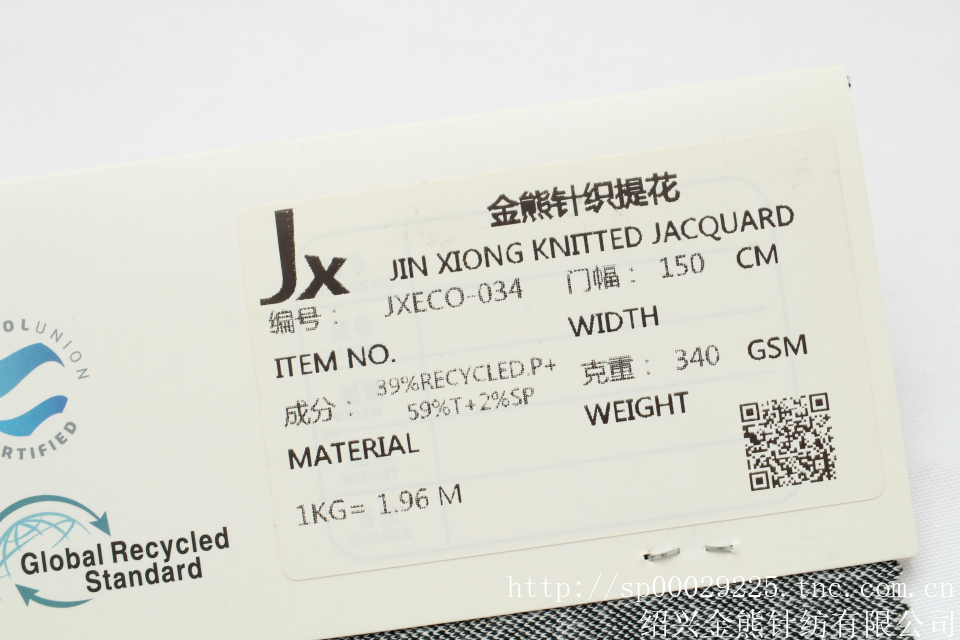 金熊针织提花
JIN XIONG KNITTED JACQUARD
Jx
编号： JXECO-034
门幅： 150 CM
ITEM NO.
WIDTH
成分： 39%RECYCLED.P+
59%T+2%SP
克重： 340 GSM
MATERIAL
WEIGHT
1KG= 1.96 M
OLUNION
RTIFIED
Global Recycled
Standard
http://sp00029225.tnc.com.cn
绍兴金熊针纺有限公司